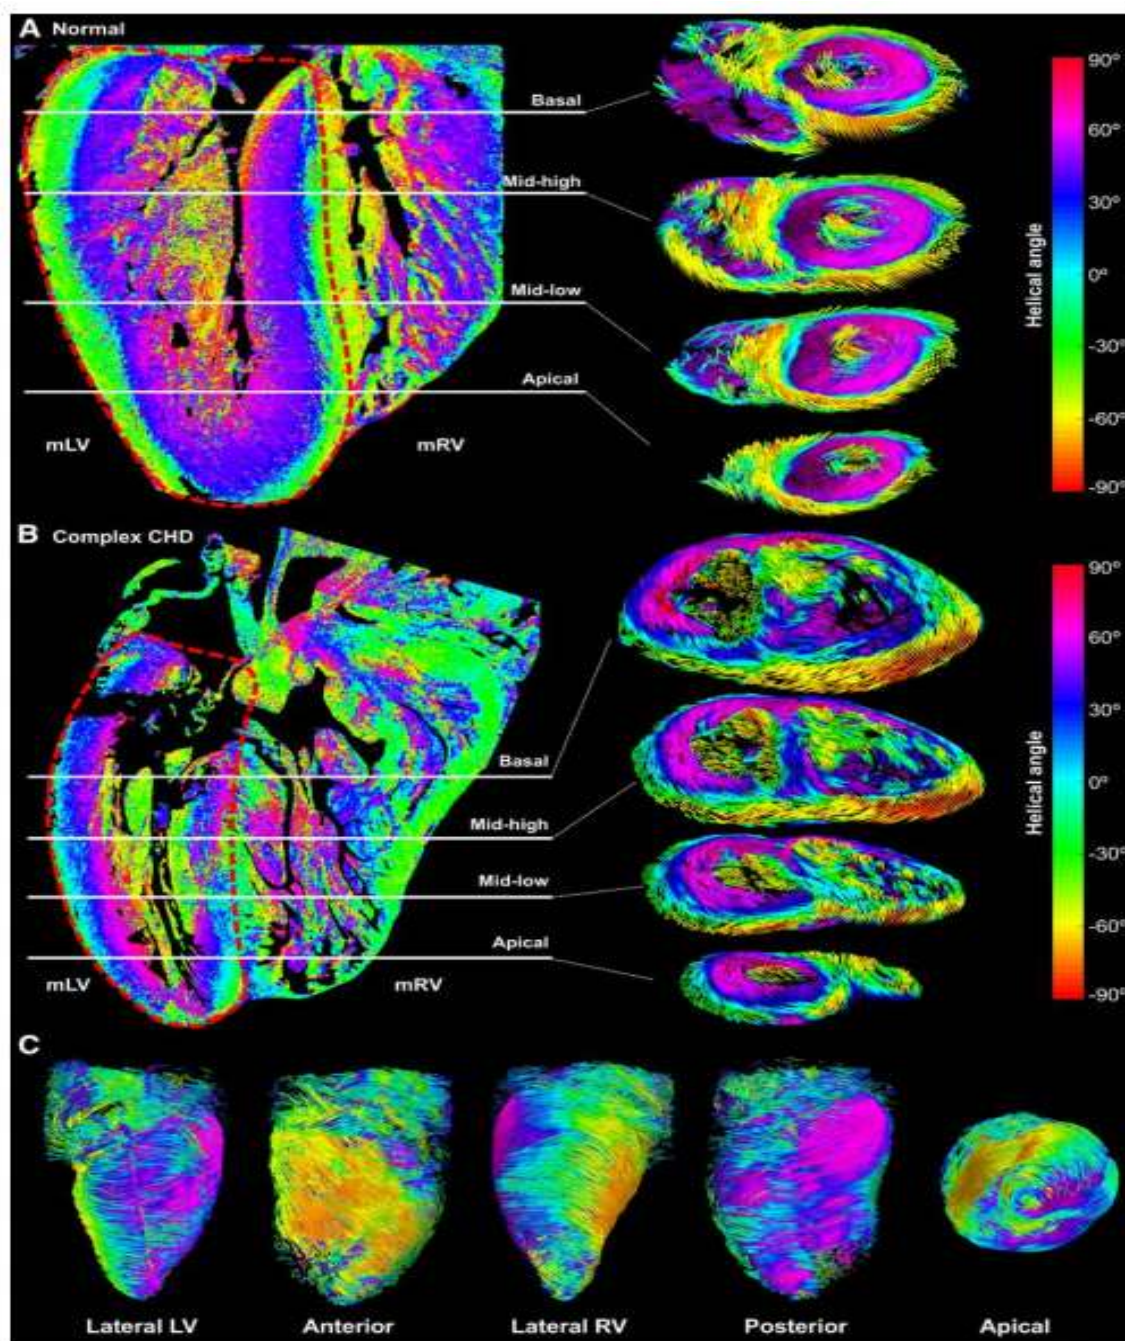 A Normal
Basal
Mid-high
Mid-low
Apical
mLV
mRV
90°
60°
30°
0°
-30°
-60°
-90°
Helical angle
B Complex CHD
Basal
Mid-high
Mid-low
Apical
mLV
mRV
90°
60°
30°
0°
-30°
-60°
-90°
Helical angle
C
Lateral LV Anterior Lateral RV Posterior Apical